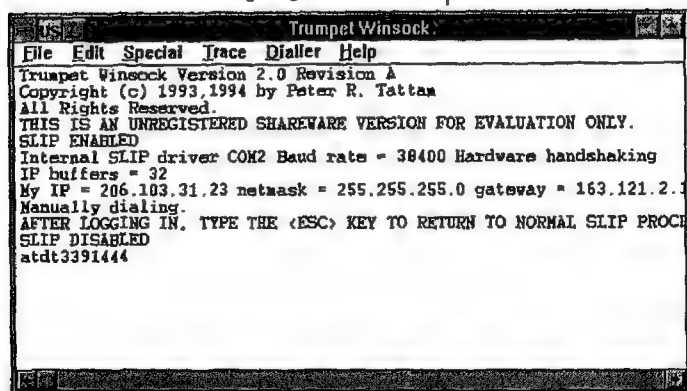 US
Trumpet Winsock
File Edit Special Trace Dialler Help
Trumpet Winsock Version 2.0 Revision A
Copyright (c) 1993,1994 by Peter R. Tattam
All Rights Reserved.
THIS IS AN UNREGISTERED SHAREWARE VERSION FOR EVALUATION ONLY.
SLIP ENABLED
Internal SLIP driver COM2 Baud rate = 38400 Hardware handshaking
IP buffers = 32
My IP = 206.103.31.23 netmask = 255.255.255.0 gateway = 163.121.2.1
Manually dialing.
AFTER LOGGING IN, TYPE THE <ESC> KEY TO RETURN TO NORMAL SLIP PROCE
SLIP DISABLED
atdt3391444